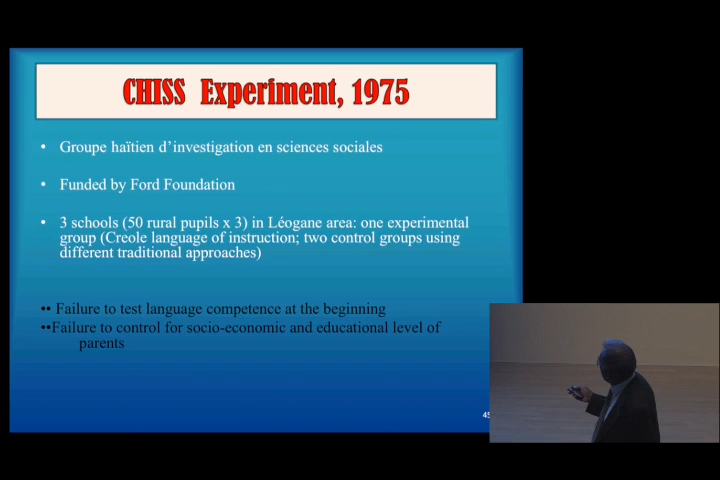 CHISS Experiment, 1975
• Groupe haïtien d'investigation en sciences sociales
• Funded by Ford Foundation
• 3 schools (50 rural pupils x 3) in Léogane area: one experimental
group (Creole language of instruction; two control groups using
different traditional approaches)
•• Failure to test language competence at the beginning
••Failure to control for socio-economic and educational level of
parents
45